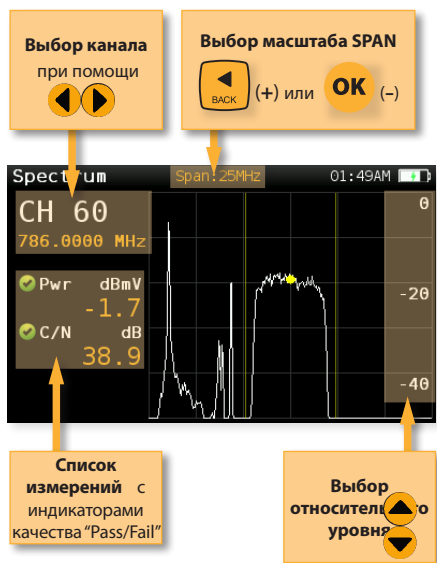 Выбор канала
при помощи
Выбор масштаба SPAN
BACK (+) или OK (–)
Spectrum Span:25MHz 01:49AM
CH 60
786.0000 MHz
Pwr dBmV
-1.7
C/N dB
38.9
0
-20
-40
Список
измерений с
индикаторами
качества “Pass/Fail”
Выбор
относительного
уровня